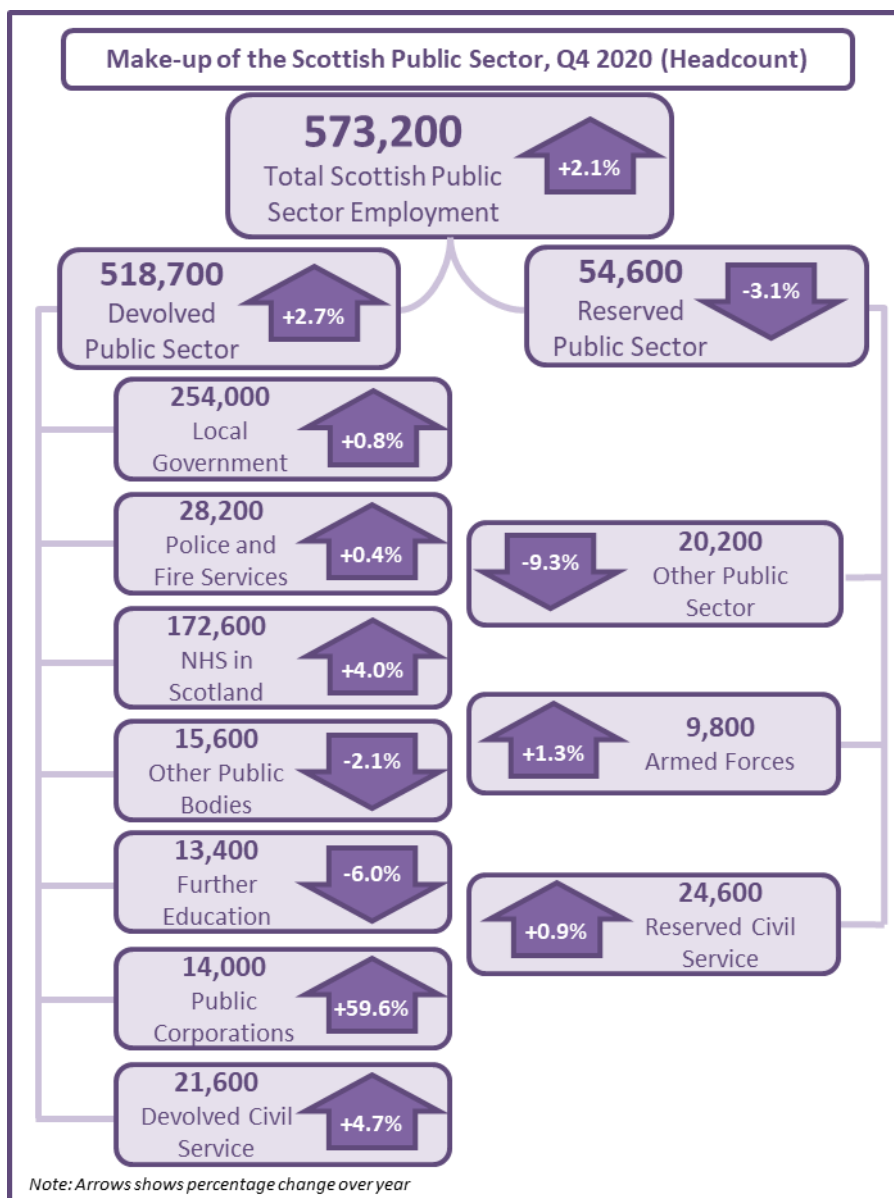 Make-up of the Scottish Public Sector, Q4 2020 (Headcount)
573,200
Total Scottish Public
Sector Employment
+2.1%
518,700
Devolved
Public Sector
+2.7%
54,600
Reserved
Public Sector
-3.1%
254,000
Local
Government
+0.8%
28,200
Police and
Fire Services
+0.4%
172,600
NHS in
Scotland
+4.0%
15,600
Other Public
Bodies
-2.1%
13,400
Further
Education
-6.0%
14,000
Public
Corporations
+59.6%
21,600
Devolved Civil
Service
+4.7%
-9.3%
20,200
Other Public
Sector
+1.3%
9,800
Armed Forces
+0.9%
24,600
Reserved Civil
Service
Note: Arrows shows percentage change over year